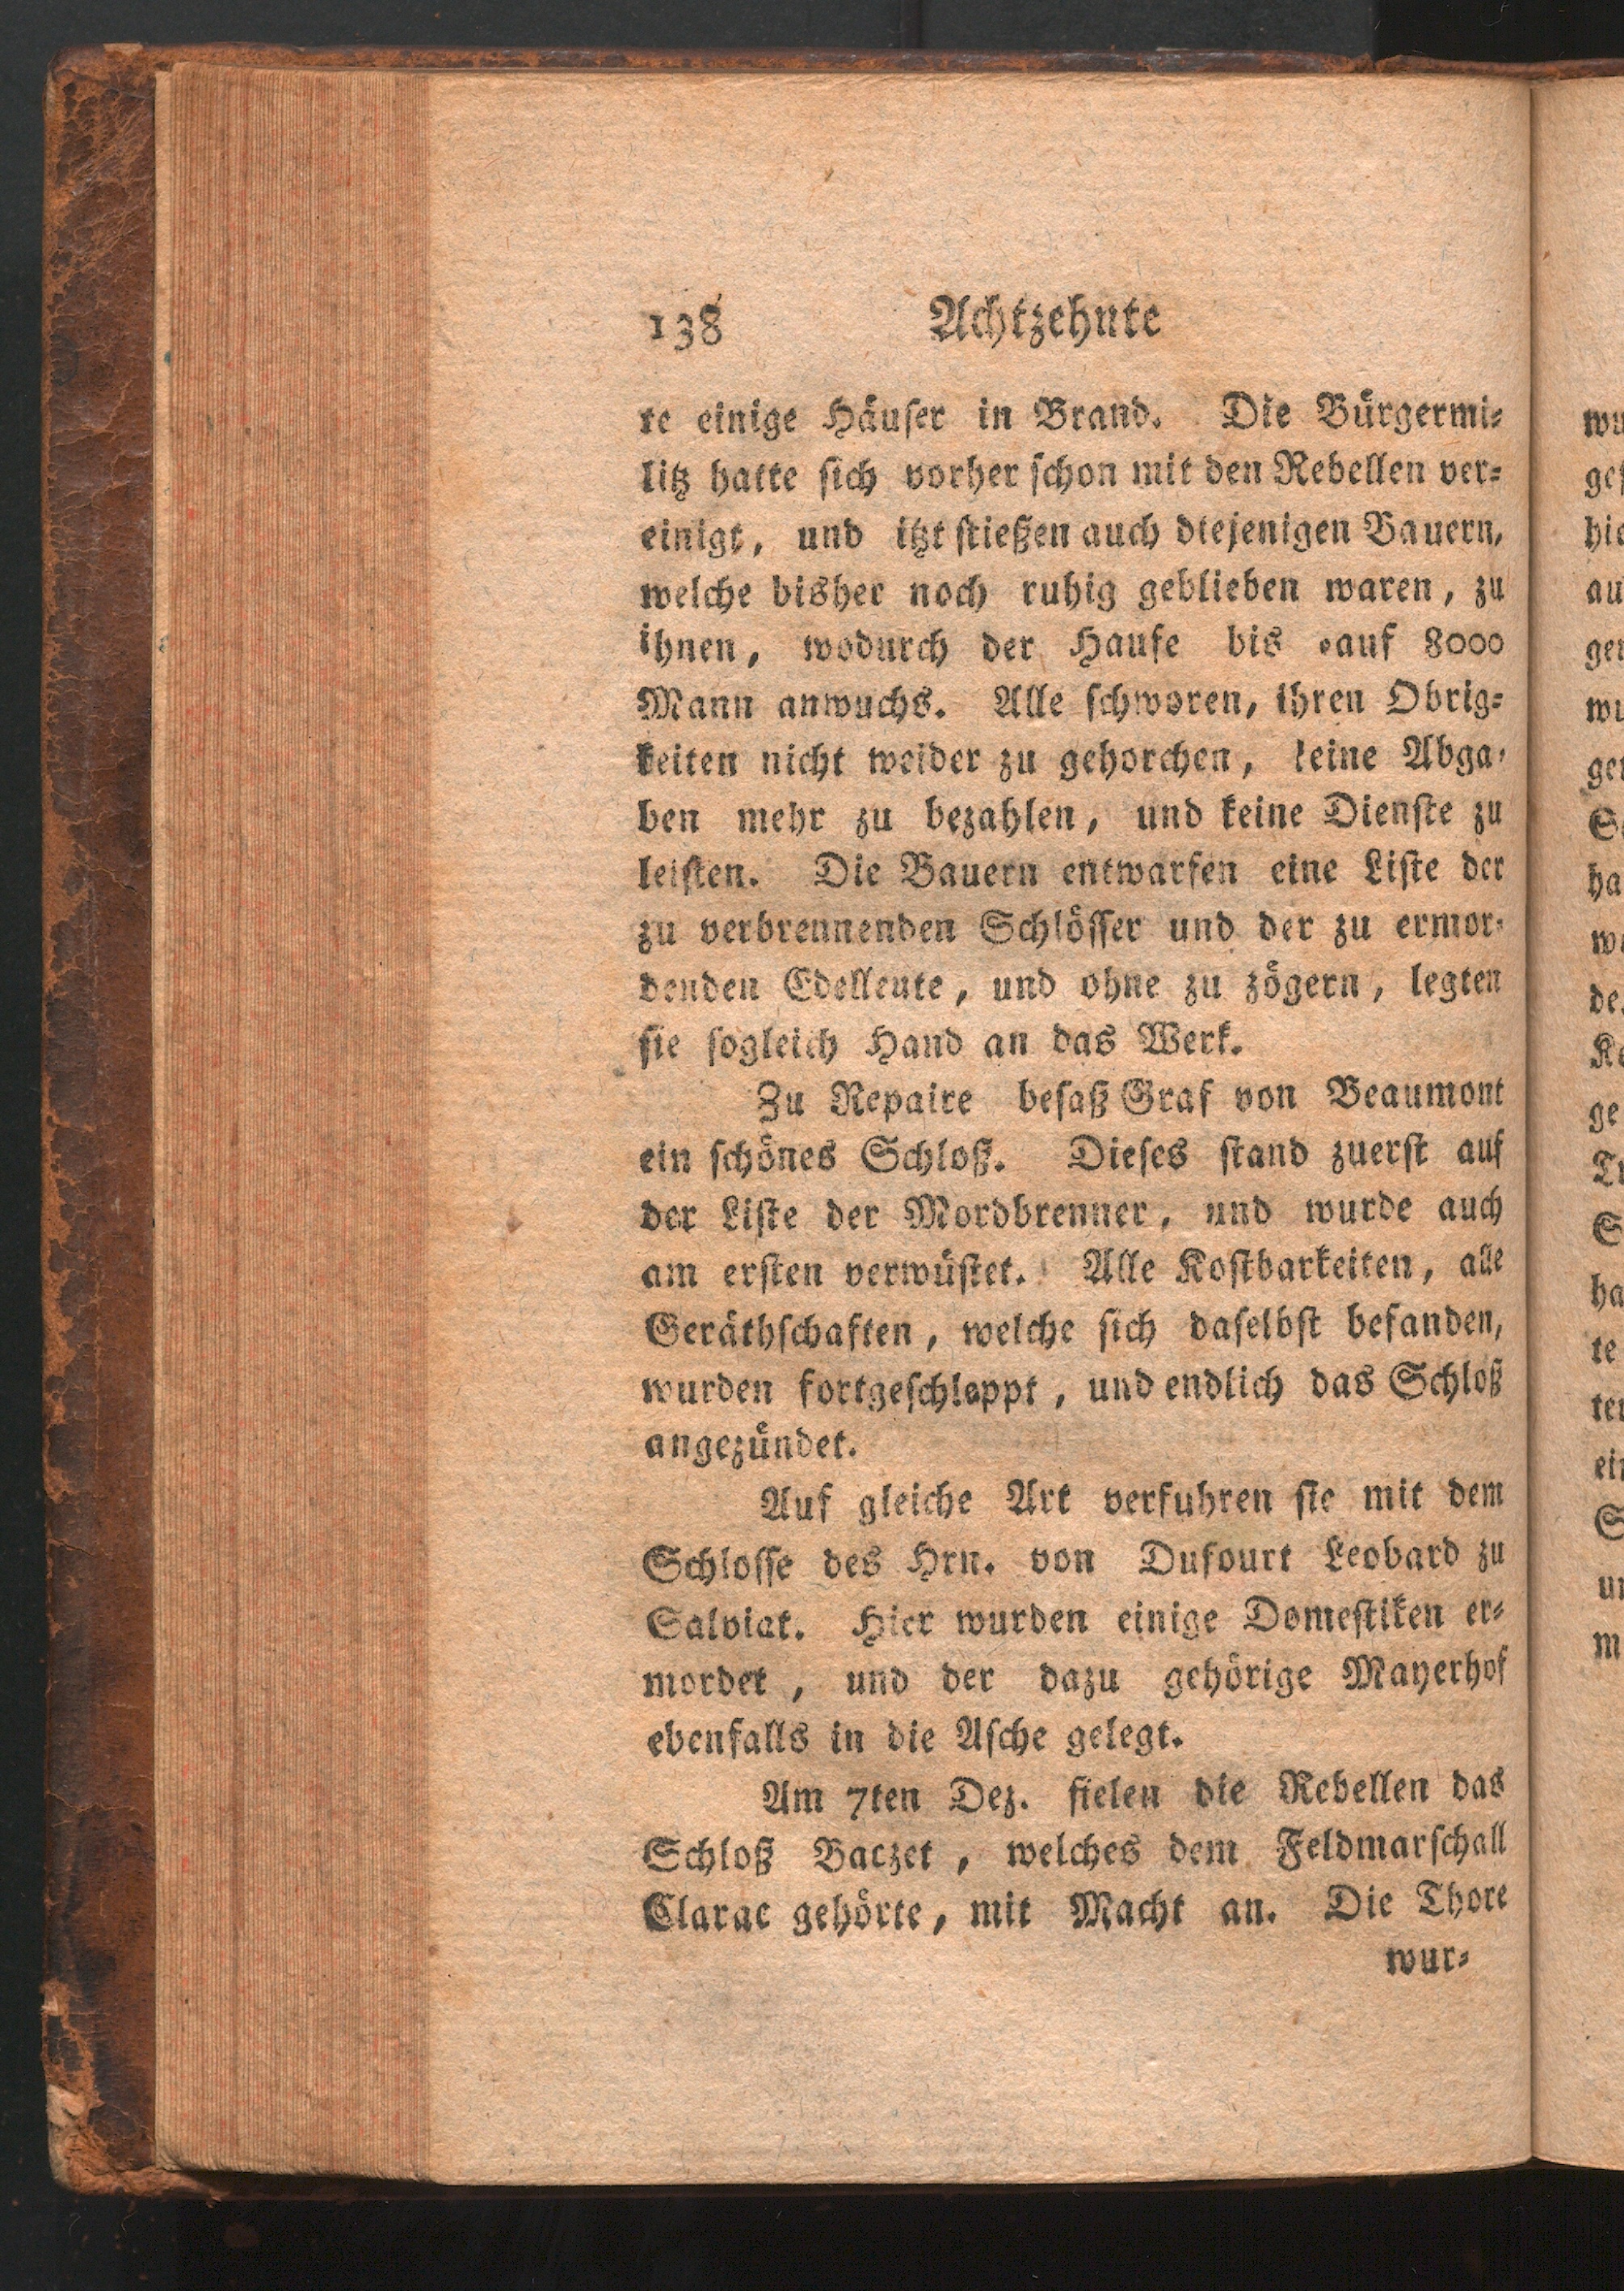 138 Achtzehnte
te einige Häuſer in Brand. Die Bürgermi⸗
litz hatte ſich vorher ſchon mit den Rebellen ver⸗
einigt, und itzt ſtießen auch diejenigen Bauern,
welche bisher noch ruhig geblieben waren, zu
ihnen, wodurch der Haufe bis auf 8000
Mann anwuchs. Alle ſchworen, ihren Obrig⸗
keiten nicht weider zu gehorchen, keine Abga⸗
ben mehr zu bezahlen, und keine Dienſte zu
leiſten. Die Bauern entwarfen eine Liſte der
zu verbrennenden Schlöſſer und der zu ermor⸗
denden Edelleute, und ohne zu zögern, legten
ſie ſogleich Hand an das Werk.
Zu Repaire beſaß Graf von Beaumont
ein ſchönes Schloß. Dieſes ſtand zuerſt auf
der Liſte der Mordbrenner, und wurde auch
am erſten verwüſtet. Alle Koſtbarkeiten, alle
Geräthſchaften, welche ſich daſelbſt befanden,
wurden fortgeſchleppt, und endlich das Schloß
angezündet.
Auf gleiche Art verfuhren ſie mit dem
Schloſſe des Hrn. von Dufourt Leobard zu
Salviat. Hier wurden einige Domeſtiken er⸗
mordet, und der dazu gehörige Mayerhof
ebenfalls in die Aſche gelegt.
Am 7ten Dez. fielen die Rebellen das
Schloß Baczet, welches dem Feldmarſchall
Clarac gehörte, mit Macht an. Die Thore
wur⸗